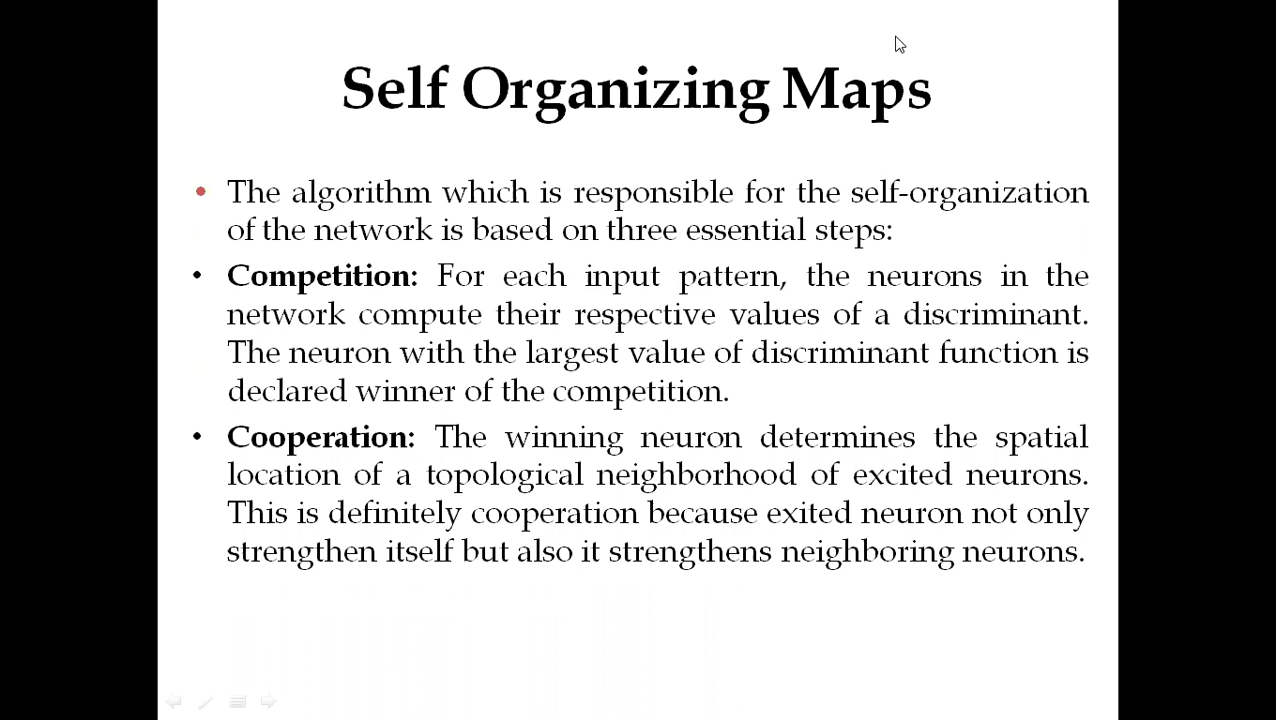 Self Organizing Maps
• The algorithm which is responsible for the self-organization
of the network is based on three essential steps:
• Competition: For each input pattern, the neurons in the
network compute their respective values of a discriminant.
The neuron with the largest value of discriminant function is
declared winner of the competition.
• Cooperation: The winning neuron determines the spatial
location of a topological neighborhood of excited neurons.
This is definitely cooperation because exited neuron not only
strengthen itself but also it strengthens neighboring neurons.